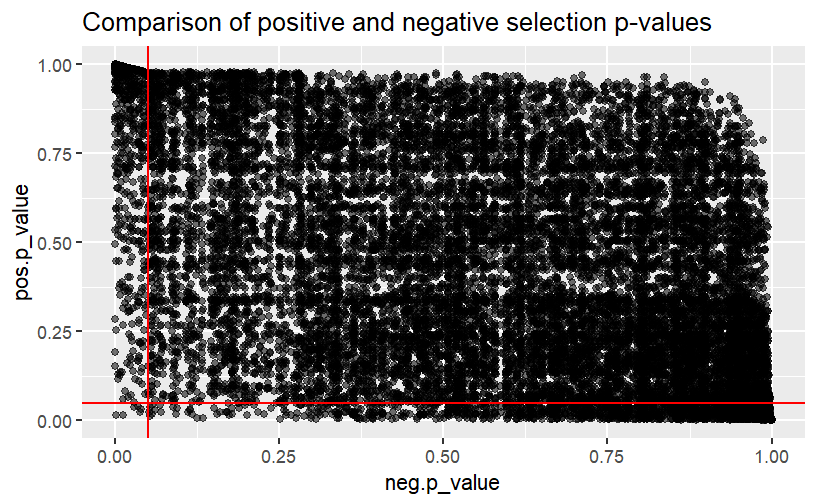 Comparison of positive and negative selection p-values
1.00
0.75
0.50
0.25
0.00
pos.p_value
0.00 0.25 0.50 0.75 1.00
neg.p_value